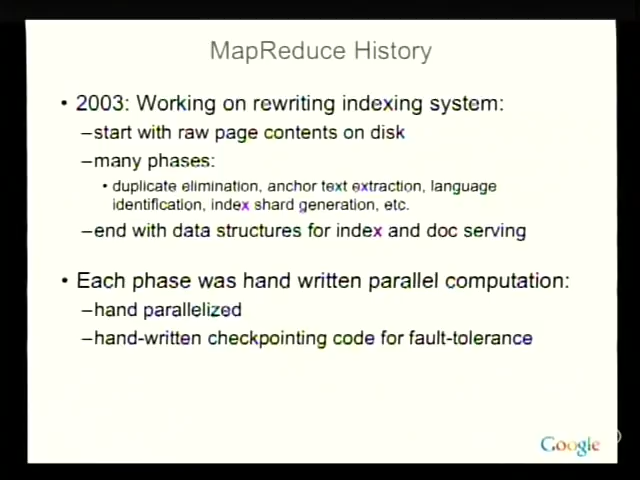 MapReduce History
• 2003: Working on rewriting indexing system:
–start with raw page contents on disk
–many phases:
• duplicate elimination, anchor text extraction, language
identification, index shard generation, etc.
–end with data structures for index and doc serving
• Each phase was hand written parallel computation:
–hand parallelized
–hand-written checkpointing code for fault-tolerance
Google